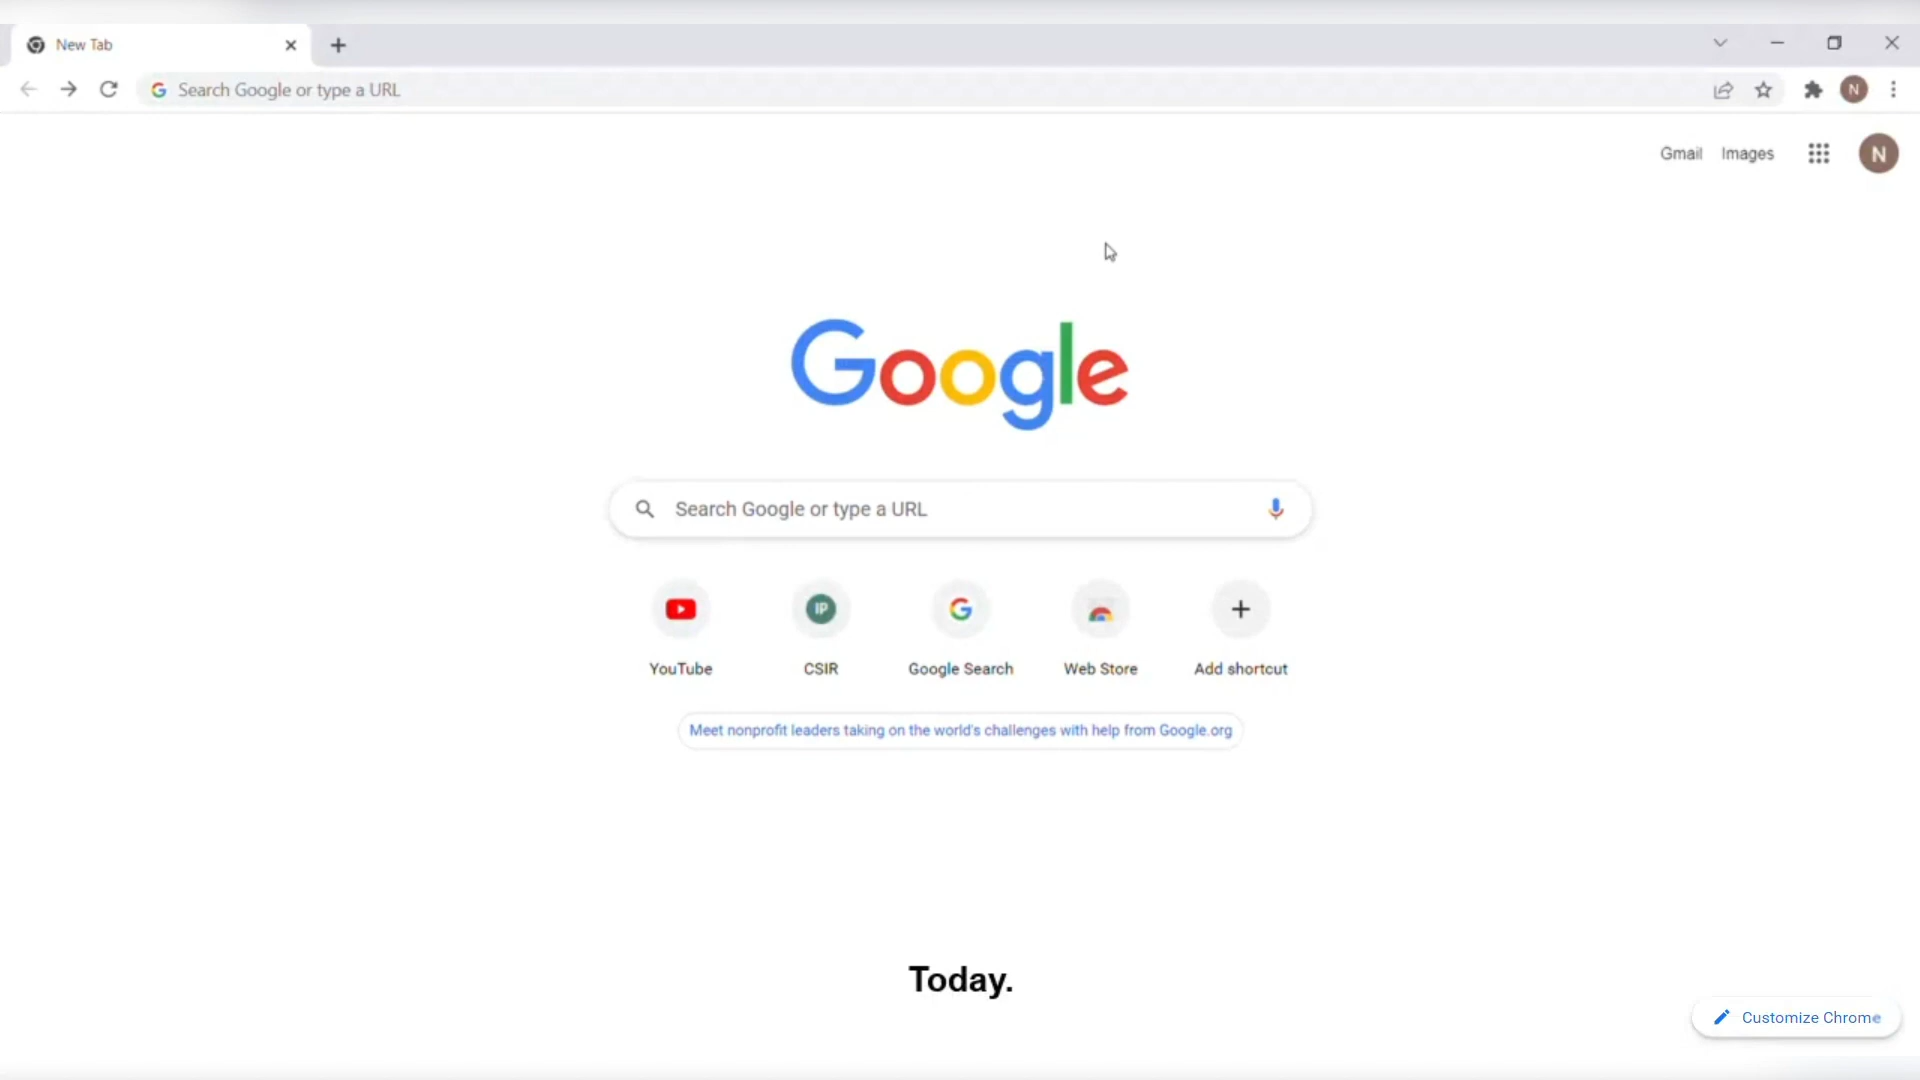 New Tab
Search Google or type a URL
N
Gmail Images
N
Google
Search Google or type a URL
IP
YouTube CSIR Google Search Web Store Add shortcut
Meet nonprofit leaders taking on the world's challenges with help from Google.org
Today.
Customize Chrome